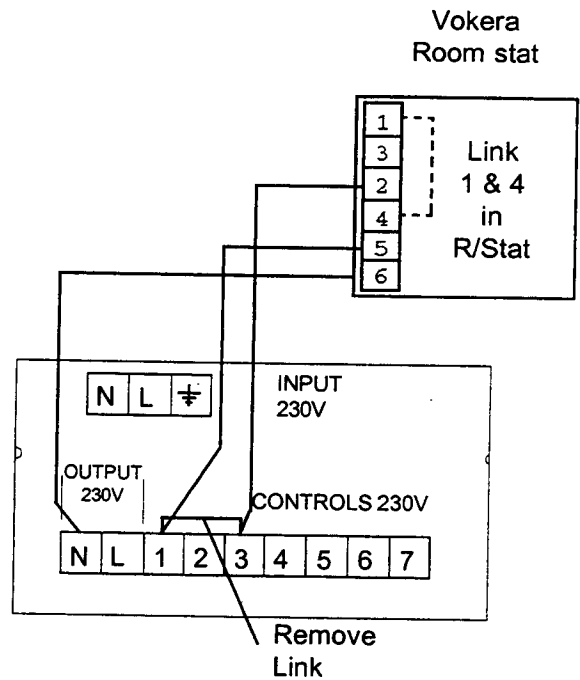 Vokera
Room stat
1
3
2
4
5
6
Link
1 & 4
in
R/Stat
N L
INPUT
230V
OUTPUT
230V
CONTROLS 230V
N L 1 2 3 4 5 6 7
Remove
Link